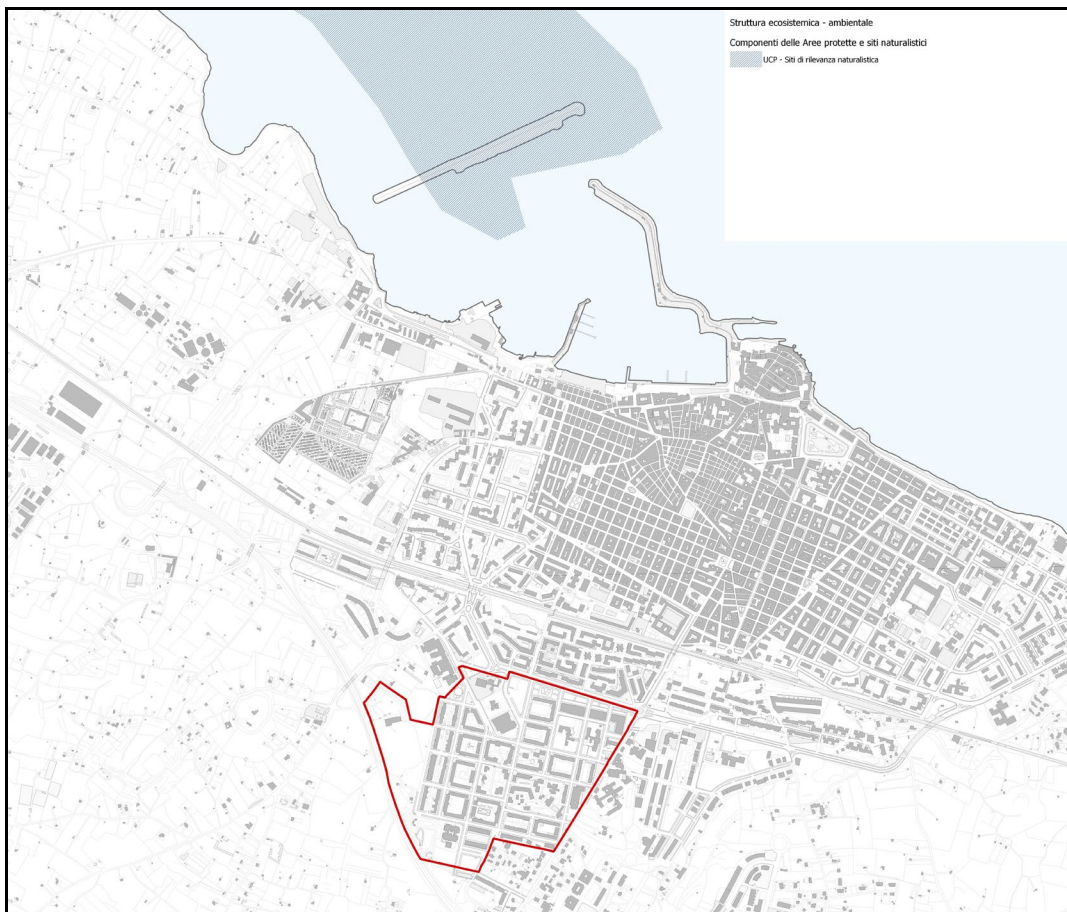 Struttura ecosistemica - ambientale
Componenti delle Aree protette e siti naturalistici
UCP - Siti di rilevanza naturalistica